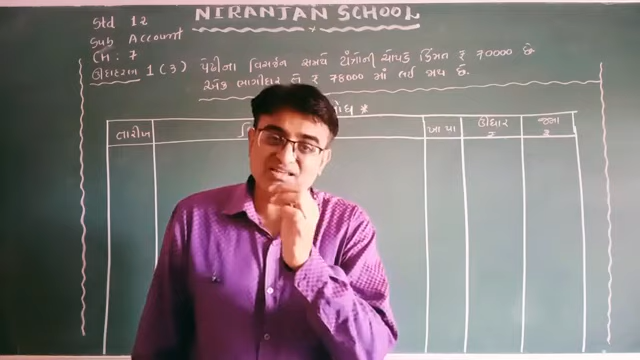 NIRANJAN SCHOOL
Std 12
Sub Account
CH : 7
ઉદાહરણ 1 (3) પેઢીના વિસર્જન સમયે યંત્રોની ચોપડે કિંમત ₹ 70000 છે
એક ભાગીદાર તે ₹ 78000 માં લઈ જાય છે.
તારીખ ખા પા ઉધાર ₹ જમા ₹